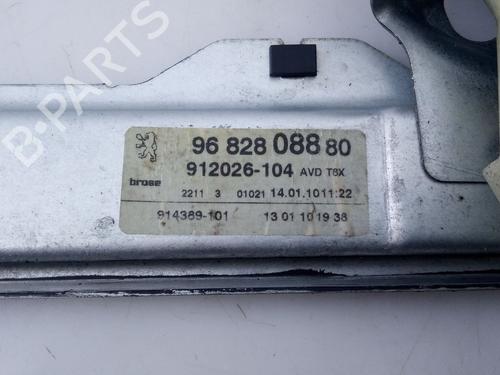 B-PARTS
96 828 088 80
912026-104 AVD T6X
brose
2211 3 01021 14.01.10 11:22
914389-101 13 01 10 19 38